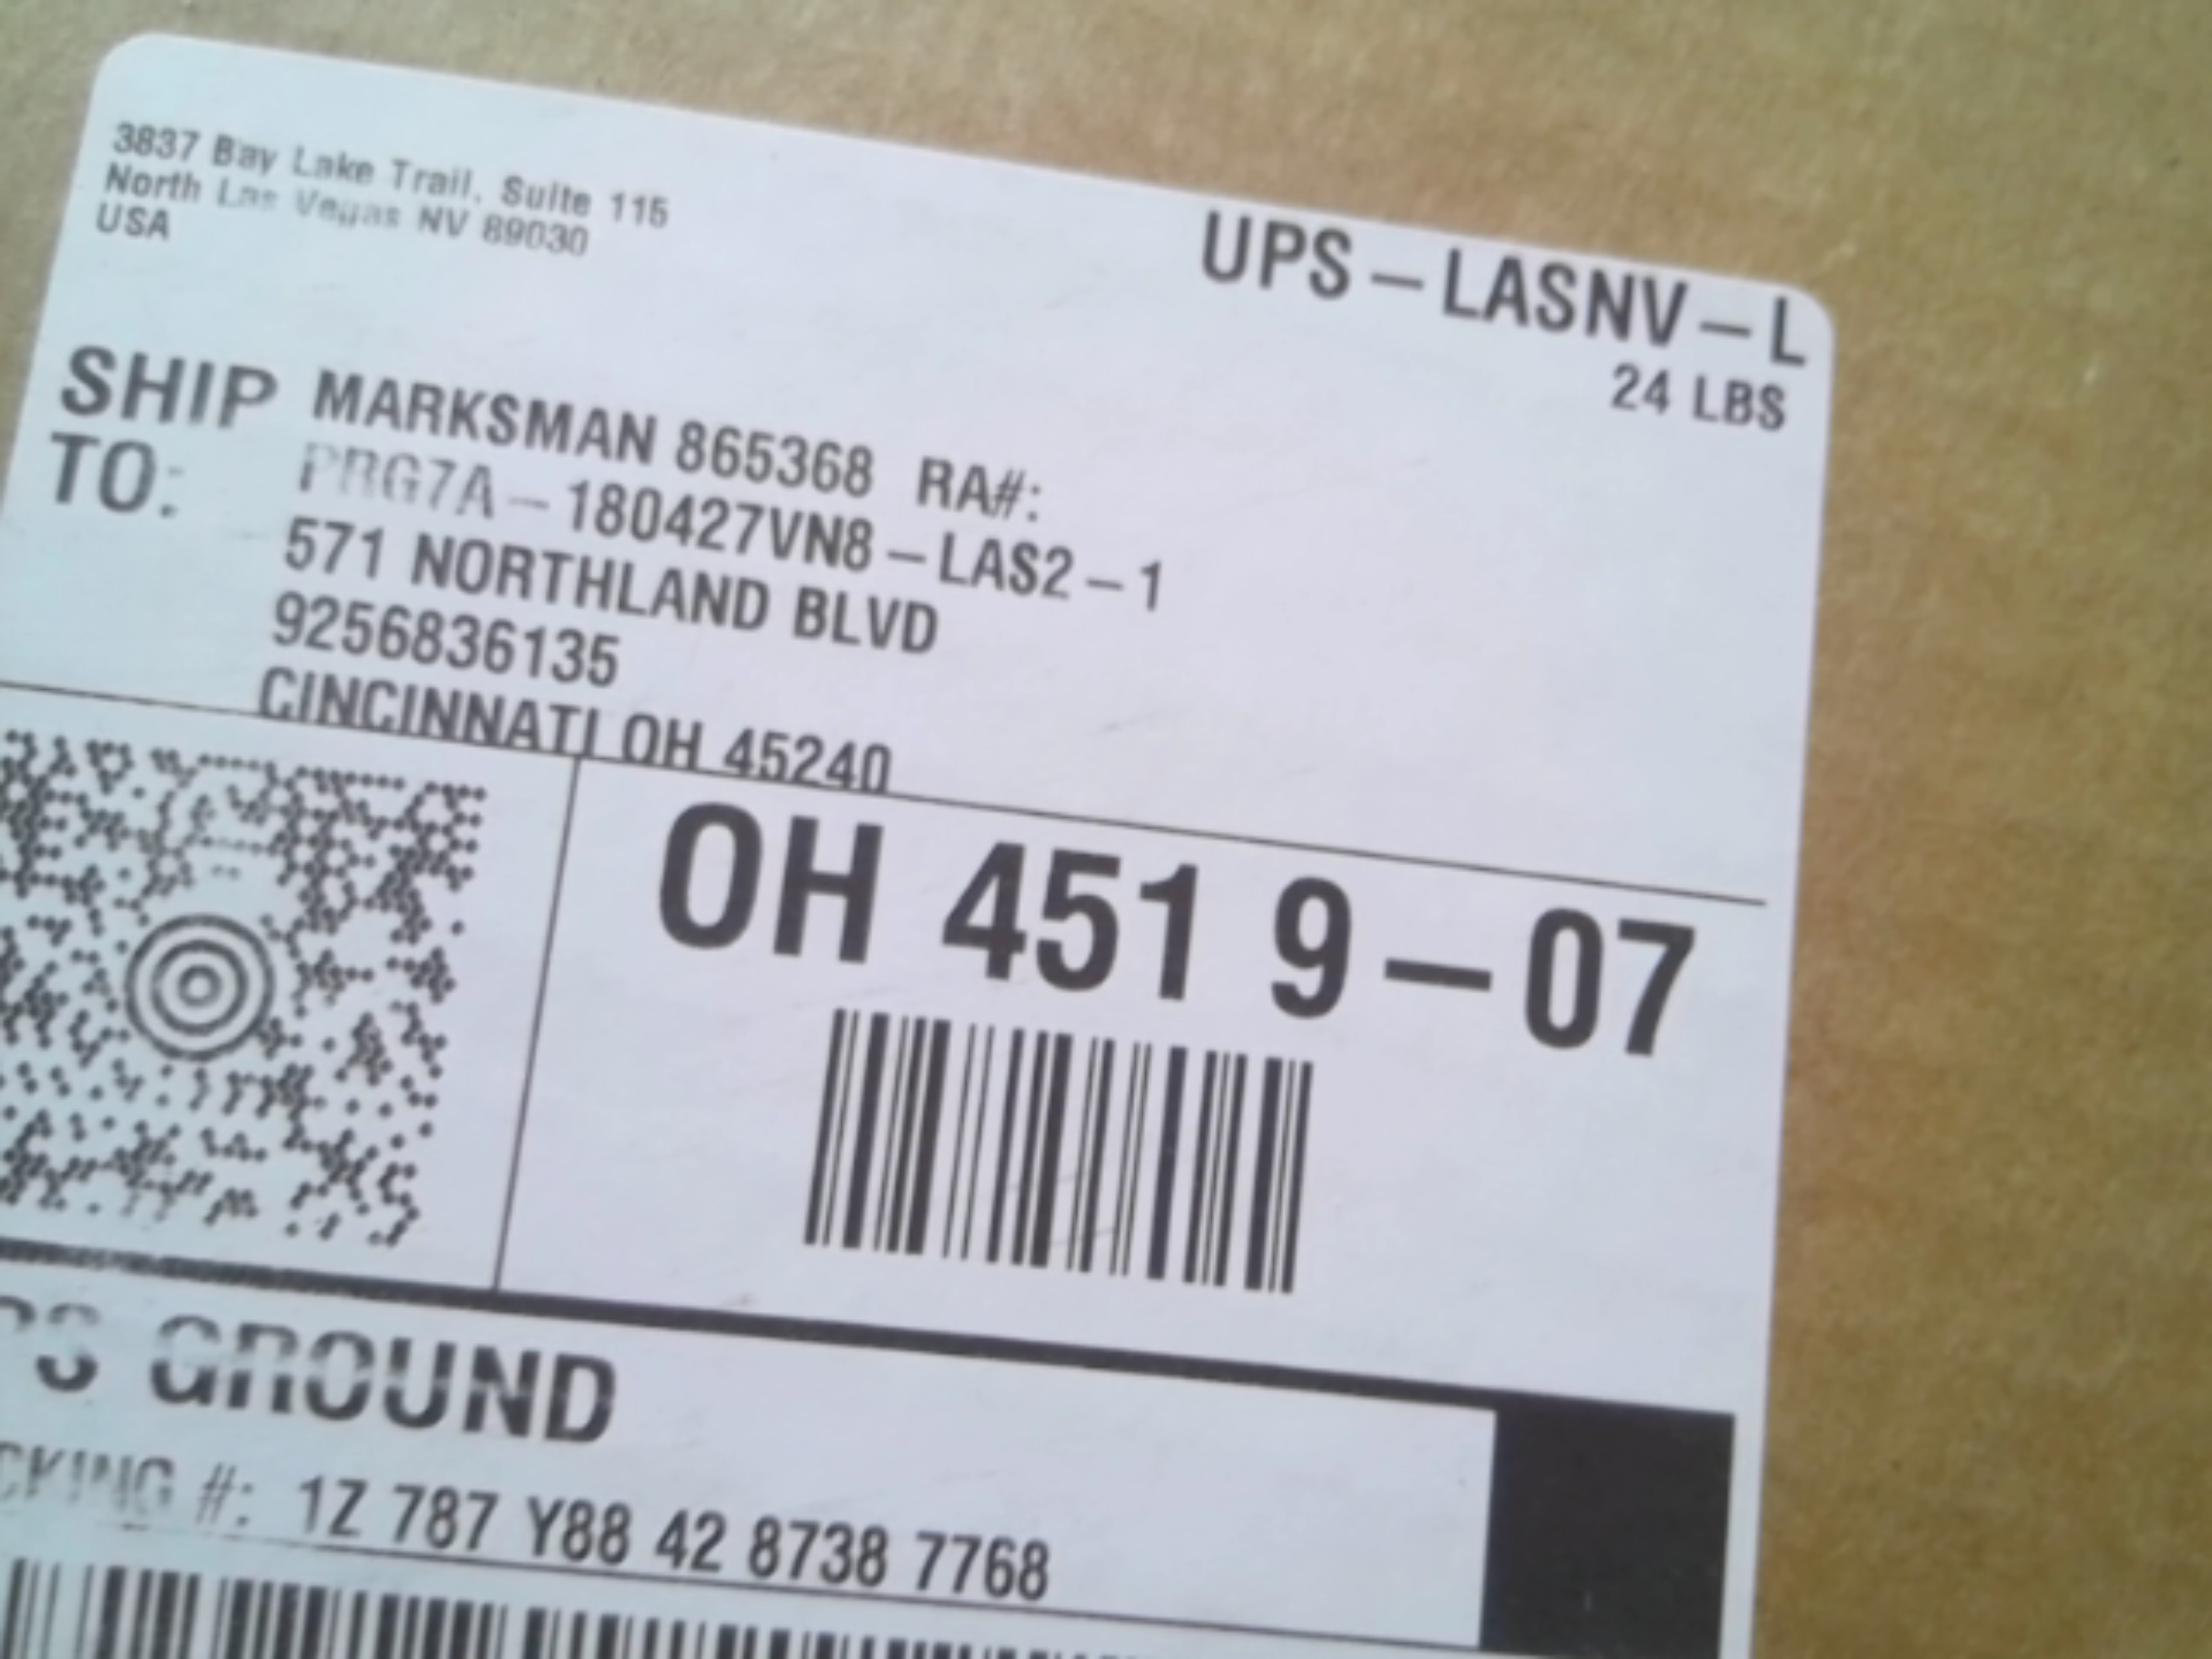 3837 Bay Lake Trail, Suite 115
North Las Vegas NV 89030
USA
UPS – LASNV – L
24 LBS
SHIP TO:
MARKSMAN 865368 RA#:
PRG7A – 180427VN8 – LAS2 – 1
571 NORTHLAND BLVD
9256836135
CINCINNATI OH 45240
OH 451 9 – 07
GROUND
#: 1Z 787 Y88 42 8738 7768